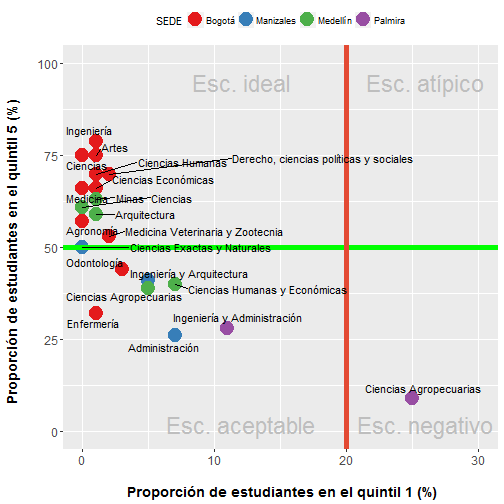 SEDE Bogotá Manizales Medellín Palmira
Proporción de estudiantes en el quintil 5 (%)
100
75
50
25
0
Esc. ideal
Esc. atípico
Ingeniería
Artes
Ciencias
Ciencias Humanas
Derecho, ciencias políticas y sociales
Ciencias Económicas
Medicina
Minas
Ciencias
Arquitectura
Agronomía
Medicina Veterinaria y Zootecnia
Ciencias Exactas y Naturales
Odontología
Ingeniería y Arquitectura
Ciencias Agropecuarias
Ciencias Humanas y Económicas
Enfermería
Ingeniería y Administración
Administración
Ciencias Agropecuarias
Esc. aceptable
Esc. negativo
0
10
20
30
Proporción de estudiantes en el quintil 1 (%)